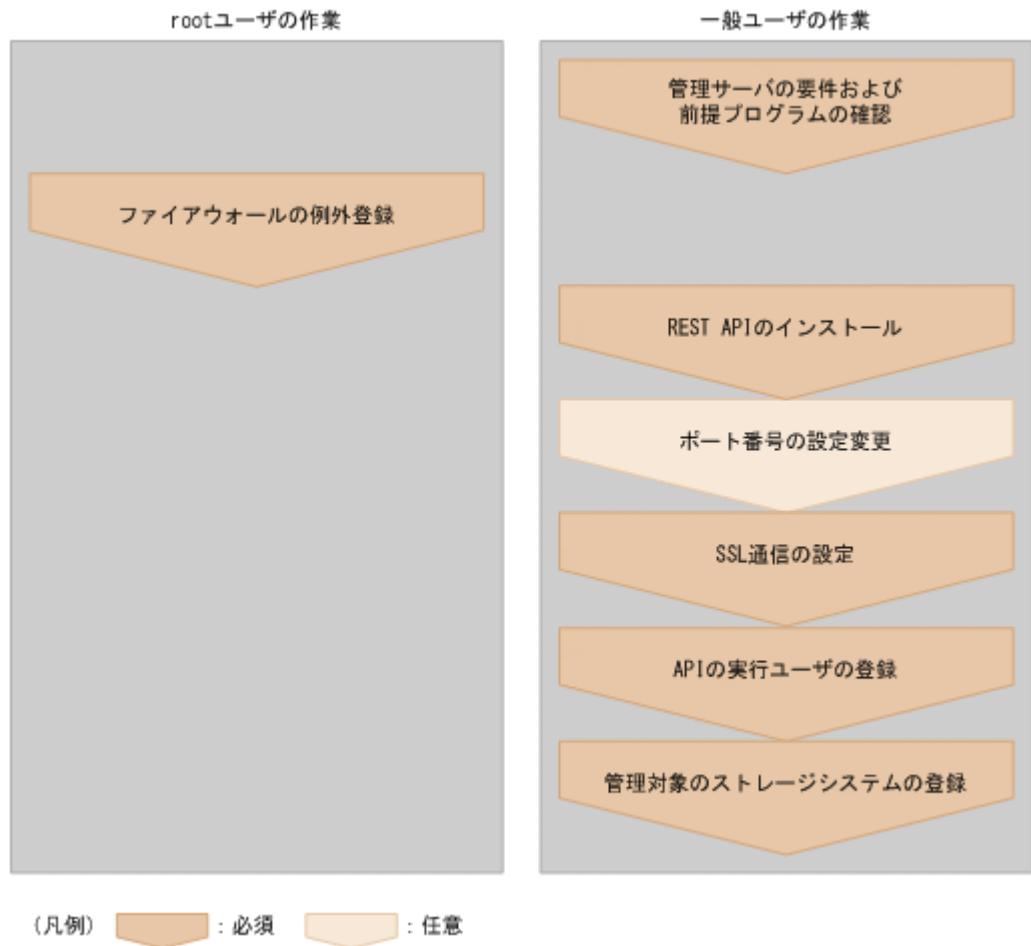 rootユーザの作業
一般ユーザの作業
管理サーバの要件および
前提プログラムの確認
ファイアウォールの例外登録
REST APIのインストール
ポート番号の設定変更
SSL通信の設定
APIの実行ユーザの登録
管理対象のストレージシステムの登録
(凡例) :必須 :任意